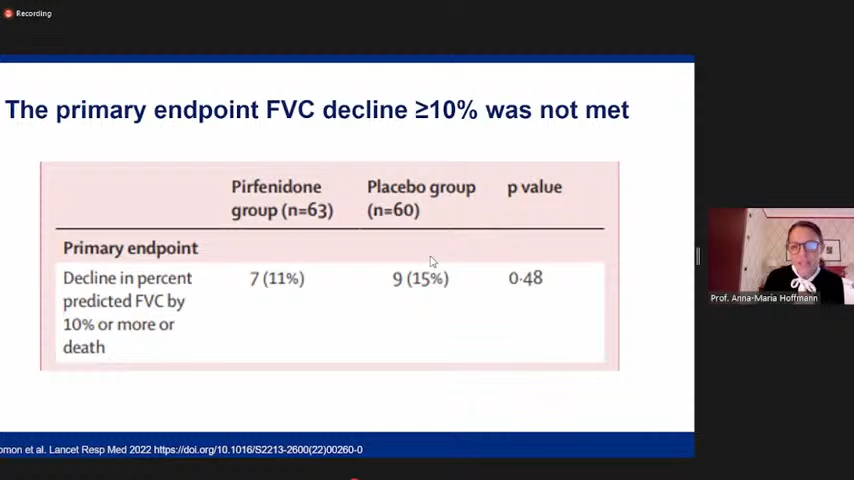 Recording
The primary endpoint FVC decline ≥10% was not met
Pirfenidone
group (n=63)
Placebo group
(n=60)
p value
Primary endpoint
Decline in percent
predicted FVC by
10% or more or
death
7 (11%)
9 (15%)
0·48
Prof. Anna-Maria Hoffmann
omon et al. Lancet Resp Med 2022 https://doi.org/10.1016/S2213-2600(22)00260-0